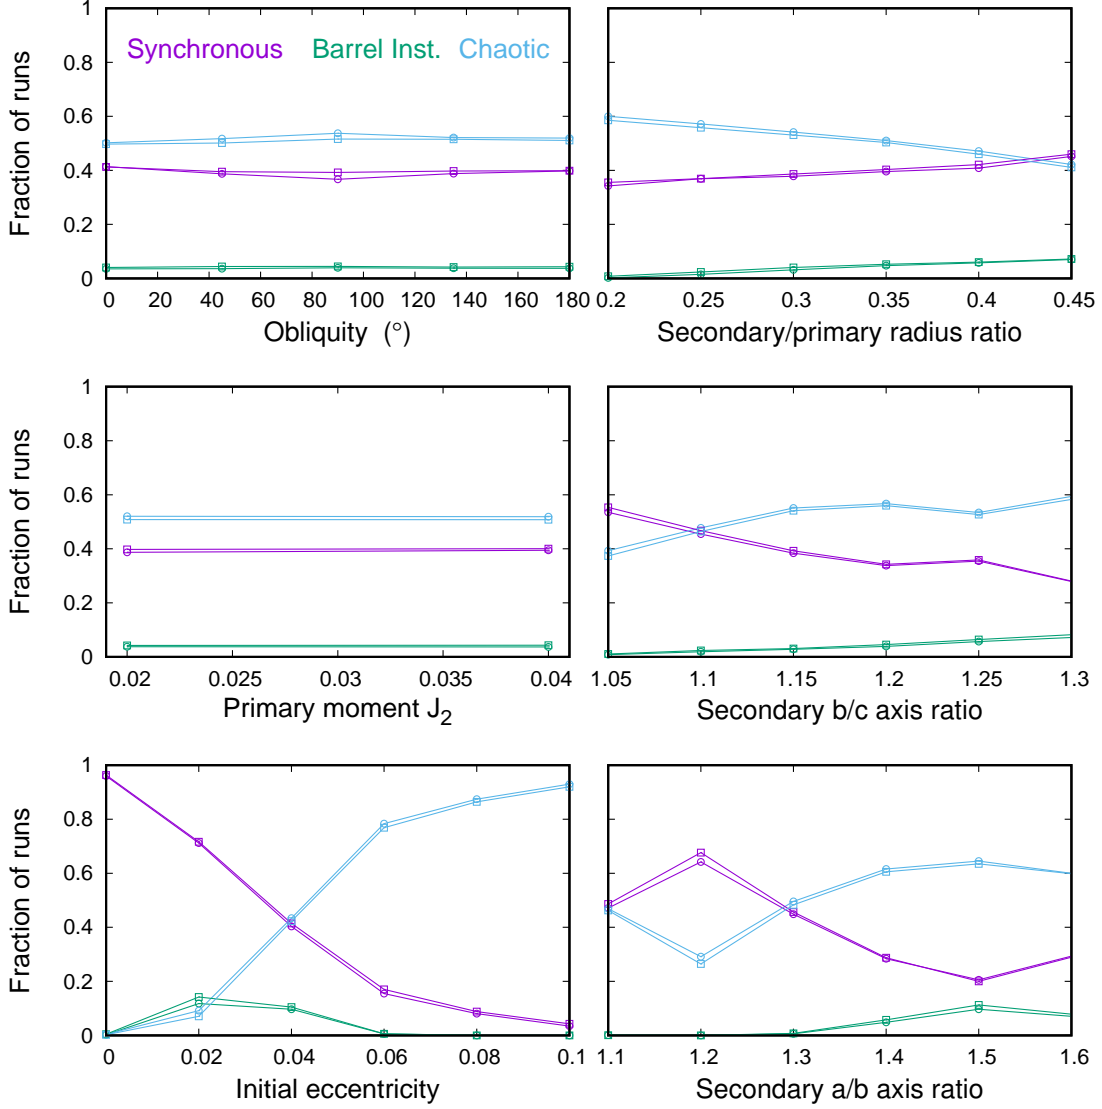 Synchronous Barrel Inst. Chaotic
Fraction of runs
1
0.8
0.6
0.4
0.2
0
0 20 40 60 80 100 120 140 160 180
Obliquity (°)
0.2 0.25 0.3 0.35 0.4 0.45
Secondary/primary radius ratio
Fraction of runs
1
0.8
0.6
0.4
0.2
0
0.02 0.025 0.03 0.035 0.04
Primary moment J2
1.05 1.1 1.15 1.2 1.25 1.3
Secondary b/c axis ratio
Fraction of runs
1
0.8
0.6
0.4
0.2
0
0 0.02 0.04 0.06 0.08 0.1
Initial eccentricity
1.1 1.2 1.3 1.4 1.5 1.6
Secondary a/b axis ratio